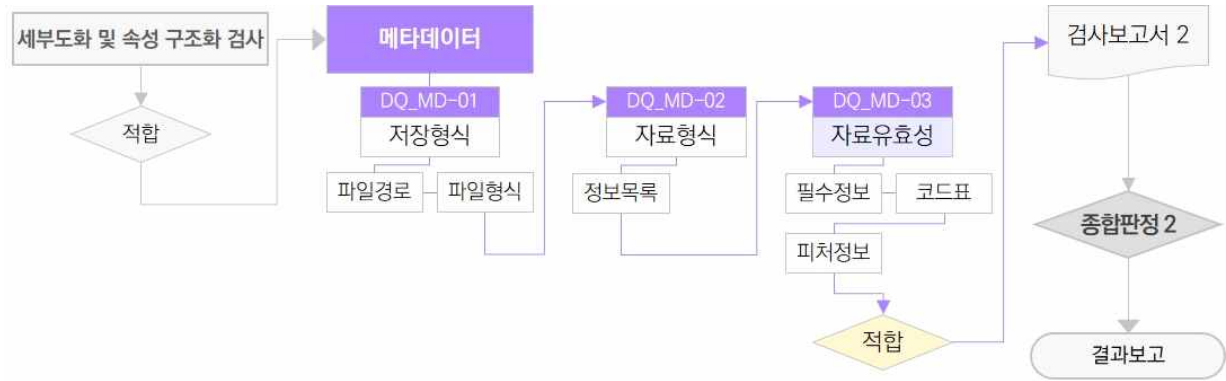 세부도화 및 속성 구조화 검사
적합
메타데이터
DQ_MD-01
저장형식
파일경로
파일형식
DQ_MD-02
자료형식
정보목록
DQ_MD-03
자료유효성
필수정보
코드표
피처정보
적합
검사보고서 2
종합판정 2
결과보고